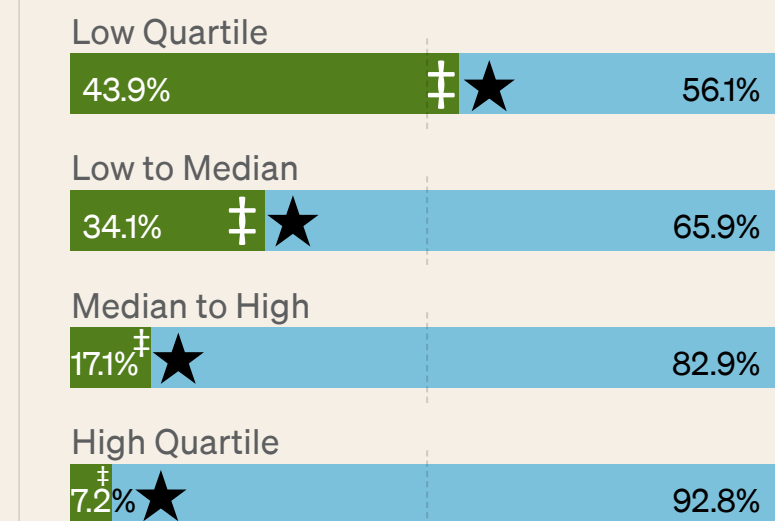 Low Quartile
43.9% ‡ ★ 56.1%
Low to Median
34.1% ‡ ★ 65.9%
Median to High
17.1% ‡ ★ 82.9%
High Quartile
7.2% ‡ ★ 92.8%